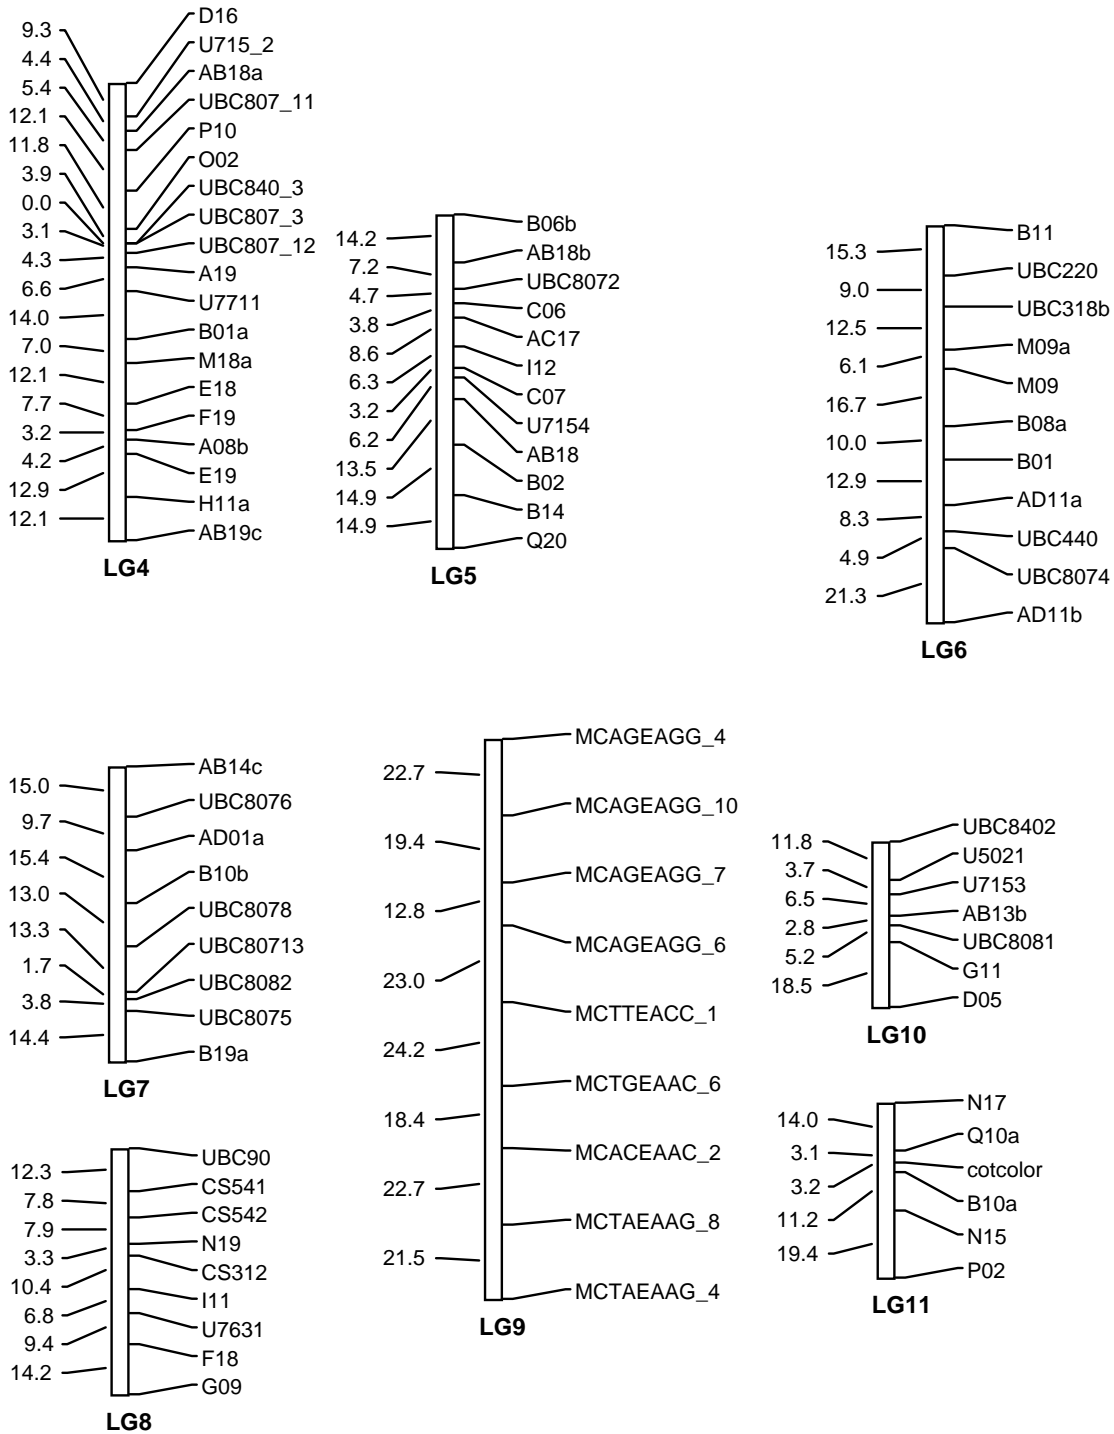 D16
9.3
U715_2
4.4
AB18a
5.4
UBC807_11
12.1
P10
11.8
O02
3.9
UBC840_3
0.0
UBC807_3
3.1
UBC807_12
4.3
A19
6.6
U7711
14.0
B01a
7.0
M18a
12.1
E18
7.7
F19
3.2
A08b
4.2
E19
12.9
H11a
12.1
AB19c
LG4
B06b
14.2
AB18b
7.2
UBC8072
4.7
C06
3.8
AC17
8.6
I12
6.3
C07
3.2
U7154
6.2
AB18
13.5
B02
14.9
B14
14.9
Q20
LG5
B11
15.3
UBC220
9.0
UBC318b
12.5
M09a
6.1
M09
16.7
B08a
10.0
B01
12.9
AD11a
8.3
UBC440
4.9
UBC8074
21.3
AD11b
LG6
AB14c
15.0
UBC8076
9.7
AD01a
15.4
B10b
13.0
UBC8078
13.3
UBC80713
1.7
UBC8082
3.8
UBC8075
14.4
B19a
LG7
UBC90
12.3
CS541
7.8
CS542
7.9
N19
3.3
CS312
10.4
I11
6.8
U7631
9.4
F18
14.2
G09
LG8
MCAGEAGG_4
22.7
MCAGEAGG_10
19.4
MCAGEAGG_7
12.8
MCAGEAGG_6
23.0
MCTTEACC_1
24.2
MCTGEAAC_6
18.4
MCACEAAC_2
22.7
MCTAEAAG_8
21.5
MCTAEAAG_4
LG9
UBC8402
11.8
U5021
3.7
U7153
6.5
AB13b
2.8
UBC8081
5.2
G11
18.5
D05
LG10
N17
14.0
Q10a
3.1
cotcolor
3.2
B10a
11.2
N15
19.4
P02
LG11